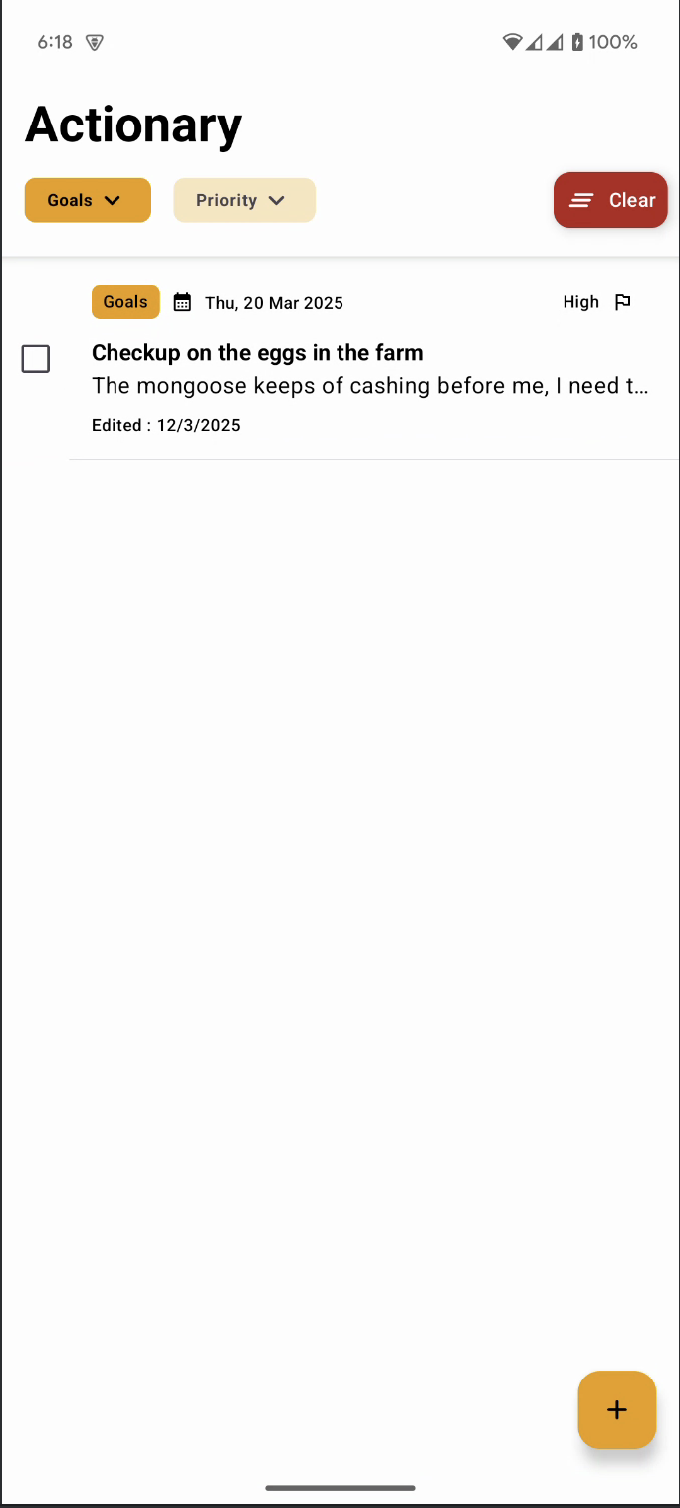 6:18 100%
Actionary
Goals Priority Clear
Goals Thu, 20 Mar 2025 High
Checkup on the eggs in the farm
The mongoose keeps of cashing before me, I need t...
Edited : 12/3/2025
+